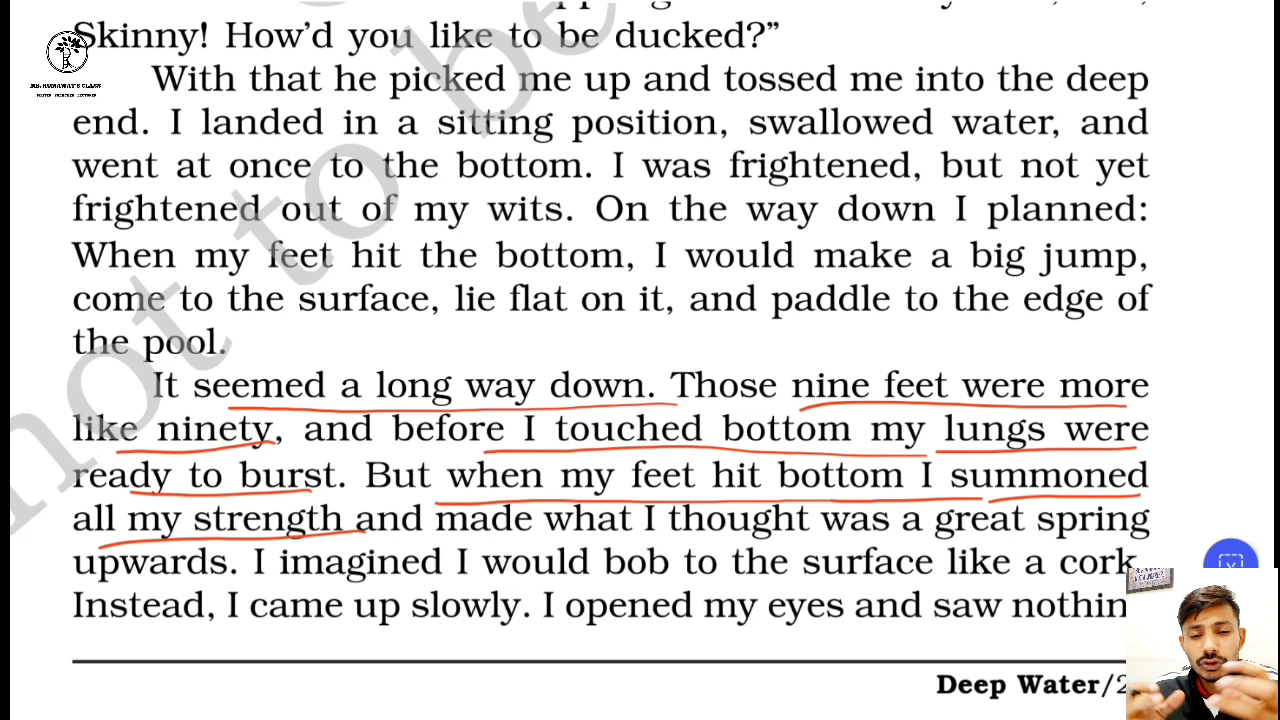 Skinny! How’d you like to be ducked?”
With that he picked me up and tossed me into the deep
end. I landed in a sitting position, swallowed water, and
went at once to the bottom. I was frightened, but not yet
frightened out of my wits. On the way down I planned:
When my feet hit the bottom, I would make a big jump,
come to the surface, lie flat on it, and paddle to the edge of
the pool.
It seemed a long way down. Those nine feet were more
like ninety, and before I touched bottom my lungs were
ready to burst. But when my feet hit bottom I summoned
all my strength and made what I thought was a great spring
upwards. I imagined I would bob to the surface like a cork.
Instead, I came up slowly. I opened my eyes and saw nothin
Deep Water/2
not to be